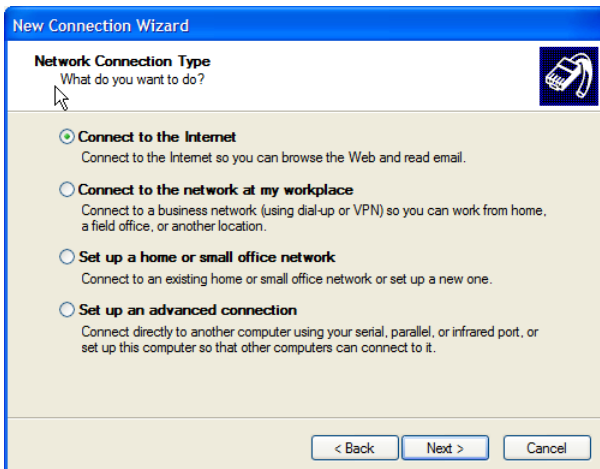 New Connection Wizard
Network Connection Type
What do you want to do?
Connect to the Internet
Connect to the Internet so you can browse the Web and read email.
Connect to the network at my workplace
Connect to a business network (using dial-up or VPN) so you can work from home,
a field office, or another location.
Set up a home or small office network
Connect to an existing home or small office network or set up a new one.
Set up an advanced connection
Connect directly to another computer using your serial, parallel, or infrared port, or
set up this computer so that other computers can connect to it.
< Back Next > Cancel